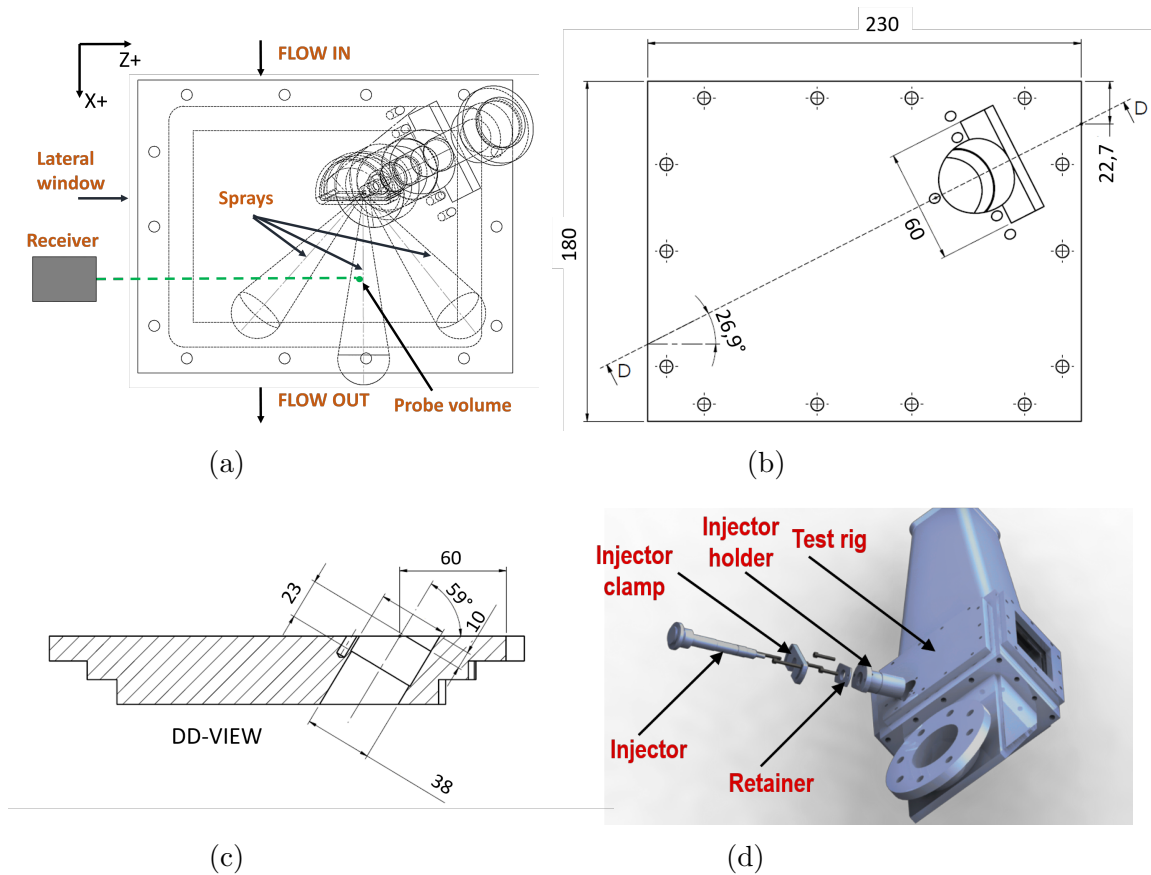 FLOW IN
Z+
X+
Lateral
window
Sprays
Receiver
FLOW OUT
Probe volume
(a)
230
D
22,7
180
60
26,9°
D
(b)
60
23
59°
10
DD-VIEW
38
(c)
Injector
holder
Test rig
Injector
clamp
Injector
Retainer
(d)